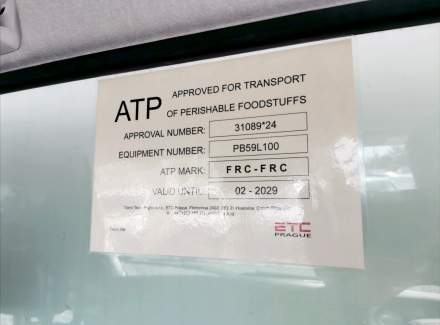 ATP
APPROVED FOR TRANSPORT
OF PERISHABLE FOODSTUFFS
APPROVAL NUMBER: 31089*24
EQUIPMENT NUMBER: PB59L100
ATP MARK: FRC-FRC
VALID UNTIL: 02 - 2029
ETC
PRAGUE